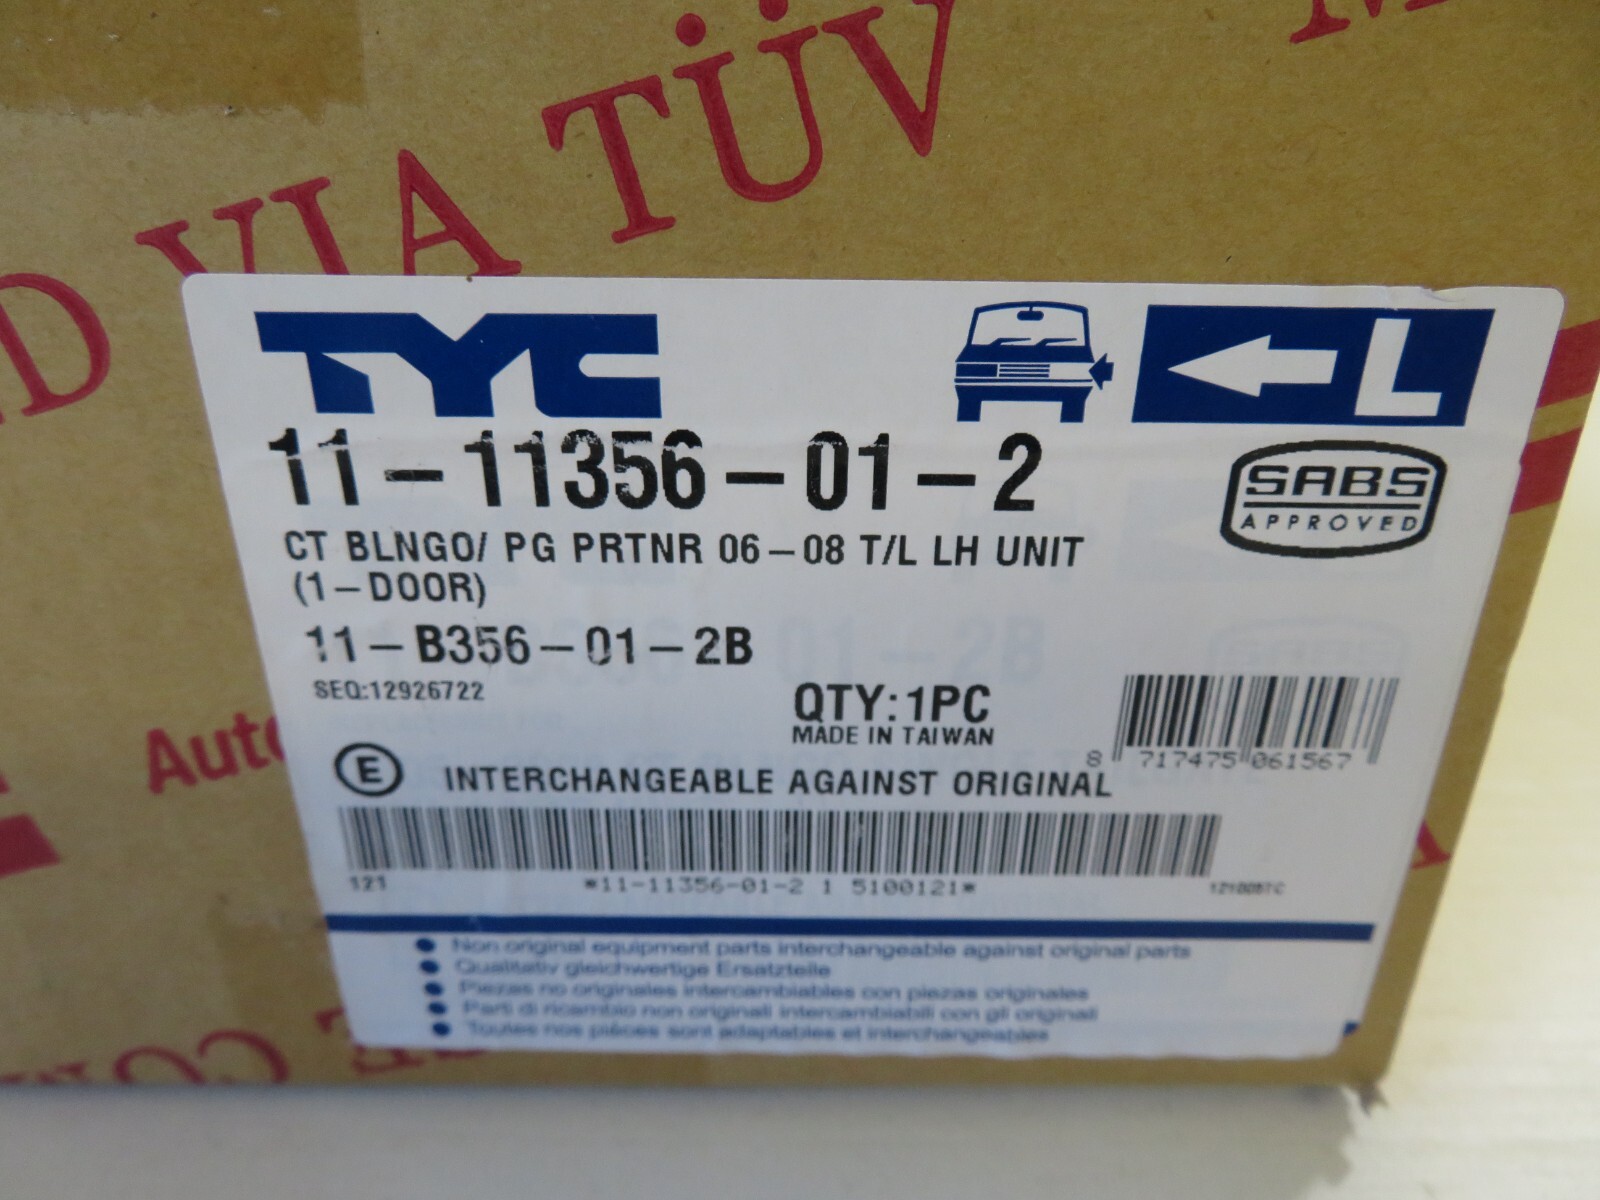 VIA TÜV
TYC
L
11-11356-01-2
SABS
APPROVED
CT BLNGO/ PG PRTNR 06-08 T/L LH UNIT
(1-DOOR)
11-B356-01-2B
SEQ:12926722
QTY:1PC
MADE IN TAIWAN
8 717475 061567
Auto
E INTERCHANGEABLE AGAINST ORIGINAL
121 *11-11356-01-2 1 5100121*
• Non original equipment parts interchangeable against original parts
• Qualitativ gleichwertige Ersatzteile
• Piezas no originales intercambiables con piezas originales
• Parti di ricambio non originali intercambiabili con gli originali
• Toutes nos piéces sont adaptables et interchangeables